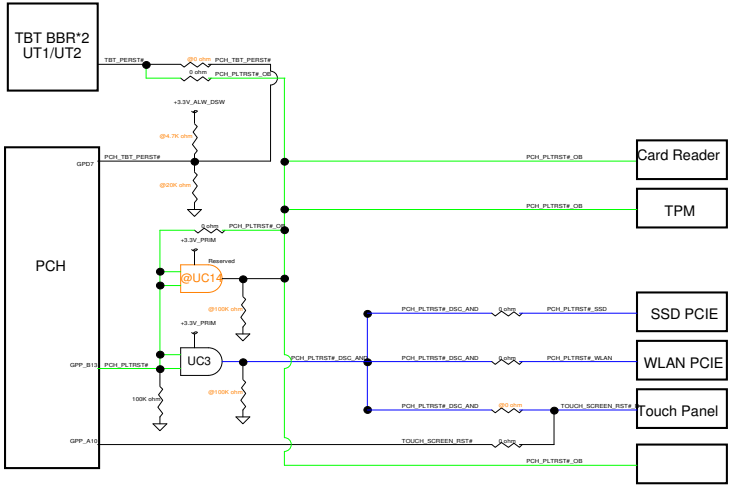 TBT BBR*2
UT1/UT2
TBT_PERST#
@0 ohm
PCH_TBT_PERST#
0 ohm
PCH_PLTRST#_OB
+3.3V_ALW_DSW
@4.7K ohm
GPD7
PCH_TBT_PERST#
@20K ohm
PCH_PLTRST#_OB
Card Reader
PCH_PLTRST#_OB
TPM
0 ohm
PCH_PLTRST#_OB
+3.3V_PRIM
Reserved
@UC14
@100K ohm
PCH
+3.3V_PRIM
UC3
GPP_B13
PCH_PLTRST#
100K ohm
@100K ohm
PCH_PLTRST#_DSC_AND
PCH_PLTRST#_DSC_AND
0 ohm
PCH_PLTRST#_SSD
SSD PCIE
PCH_PLTRST#_DSC_AND
0 ohm
PCH_PLTRST#_WLAN
WLAN PCIE
PCH_PLTRST#_DSC_AND
@0 ohm
TOUCH_SCREEN_RST#
Touch Panel
GPP_A10
TOUCH_SCREEN_RST#
0 ohm
PCH_PLTRST#_OB